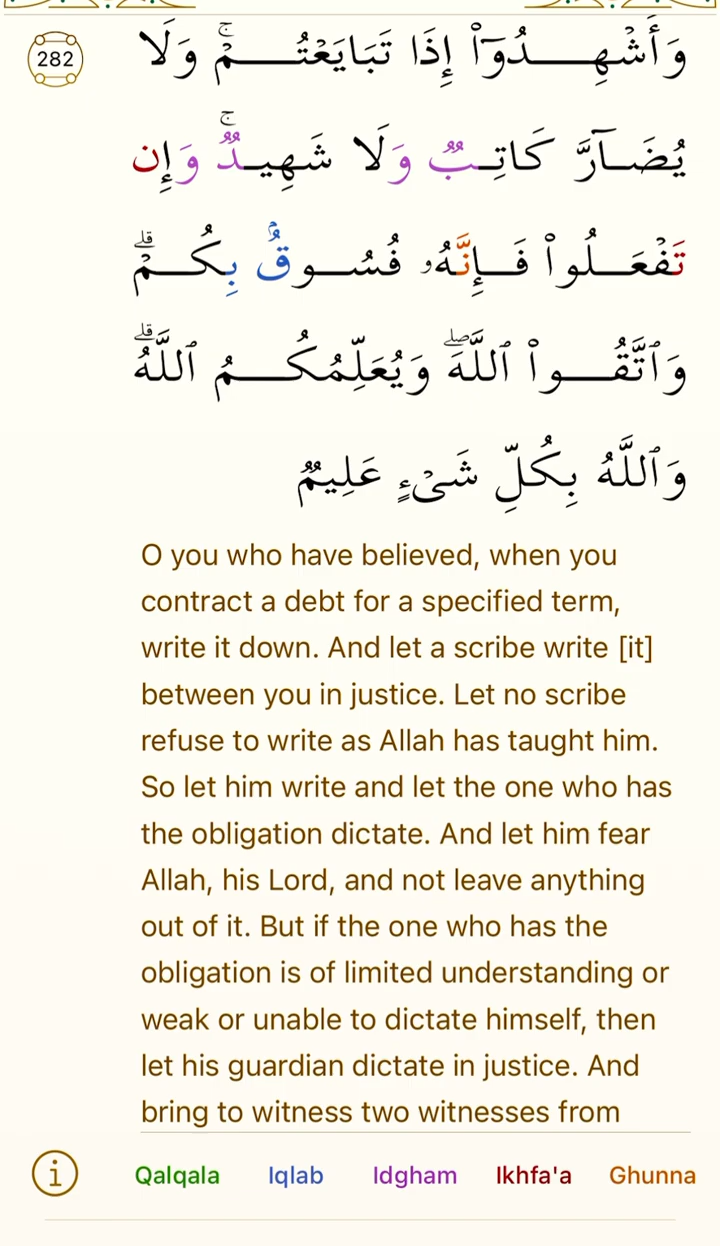 282
وَأَشْهِدُوٓا۟ إِذَا تَبَايَعْتُمْ ۚ وَلَا
يُضَآرَّ كَاتِبٌۭ وَلَا شَهِيدٌۭ ۚ وَإِن
تَفْعَلُوا۟ فَإِنَّهُۥ فُسُوقٌۢ بِكُمْ ۗ
وَٱتَّقُوا۟ ٱللَّهَ ۖ وَيُعَلِّمُكُمُ ٱللَّهُ ۗ
وَٱللَّهُ بِكُلِّ شَىْءٍ عَلِيمٌۭ
O you who have believed, when you
contract a debt for a specified term,
write it down. And let a scribe write [it]
between you in justice. Let no scribe
refuse to write as Allah has taught him.
So let him write and let the one who has
the obligation dictate. And let him fear
Allah, his Lord, and not leave anything
out of it. But if the one who has the
obligation is of limited understanding or
weak or unable to dictate himself, then
let his guardian dictate in justice. And
bring to witness two witnesses from
i Qalqala Iqlab Idgham Ikhfa'a Ghunna